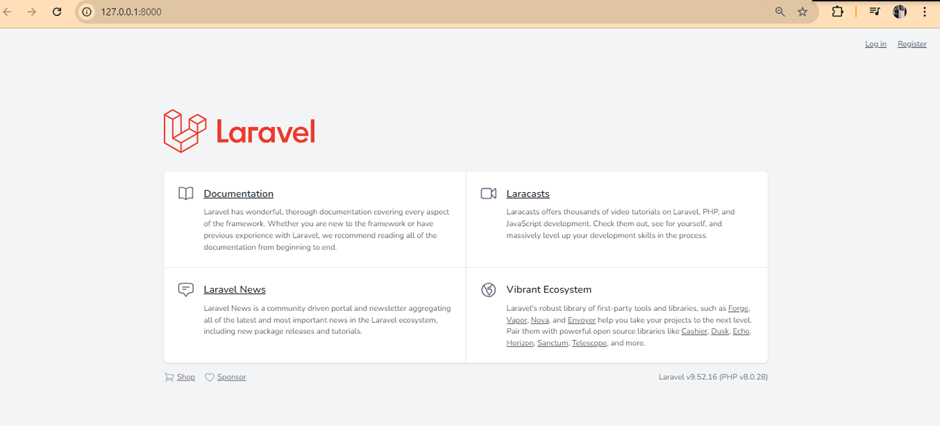 127.0.0.1:8000
Log in Register
Laravel
Documentation
Laravel has wonderful, thorough documentation covering every aspect
of the framework. Whether you are new to the framework or have
previous experience with Laravel, we recommend reading all of the
documentation from beginning to end.
Laracasts
Laracasts offers thousands of video tutorials on Laravel, PHP, and
JavaScript development. Check them out, see for yourself, and
massively level up your development skills in the process.
Laravel News
Laravel News is a community driven portal and newsletter aggregating
all of the latest and most important news in the Laravel ecosystem,
including new package releases and tutorials.
Vibrant Ecosystem
Laravel's robust library of first-party tools and libraries, such as Forge,
Vapor, Nova, and Envoyer help you take your projects to the next level.
Pair them with powerful open source libraries like Cashier, Dusk, Echo,
Horizon, Sanctum, Telescope, and more.
Shop Sponsor
Laravel v9.52.16 (PHP v8.0.28)